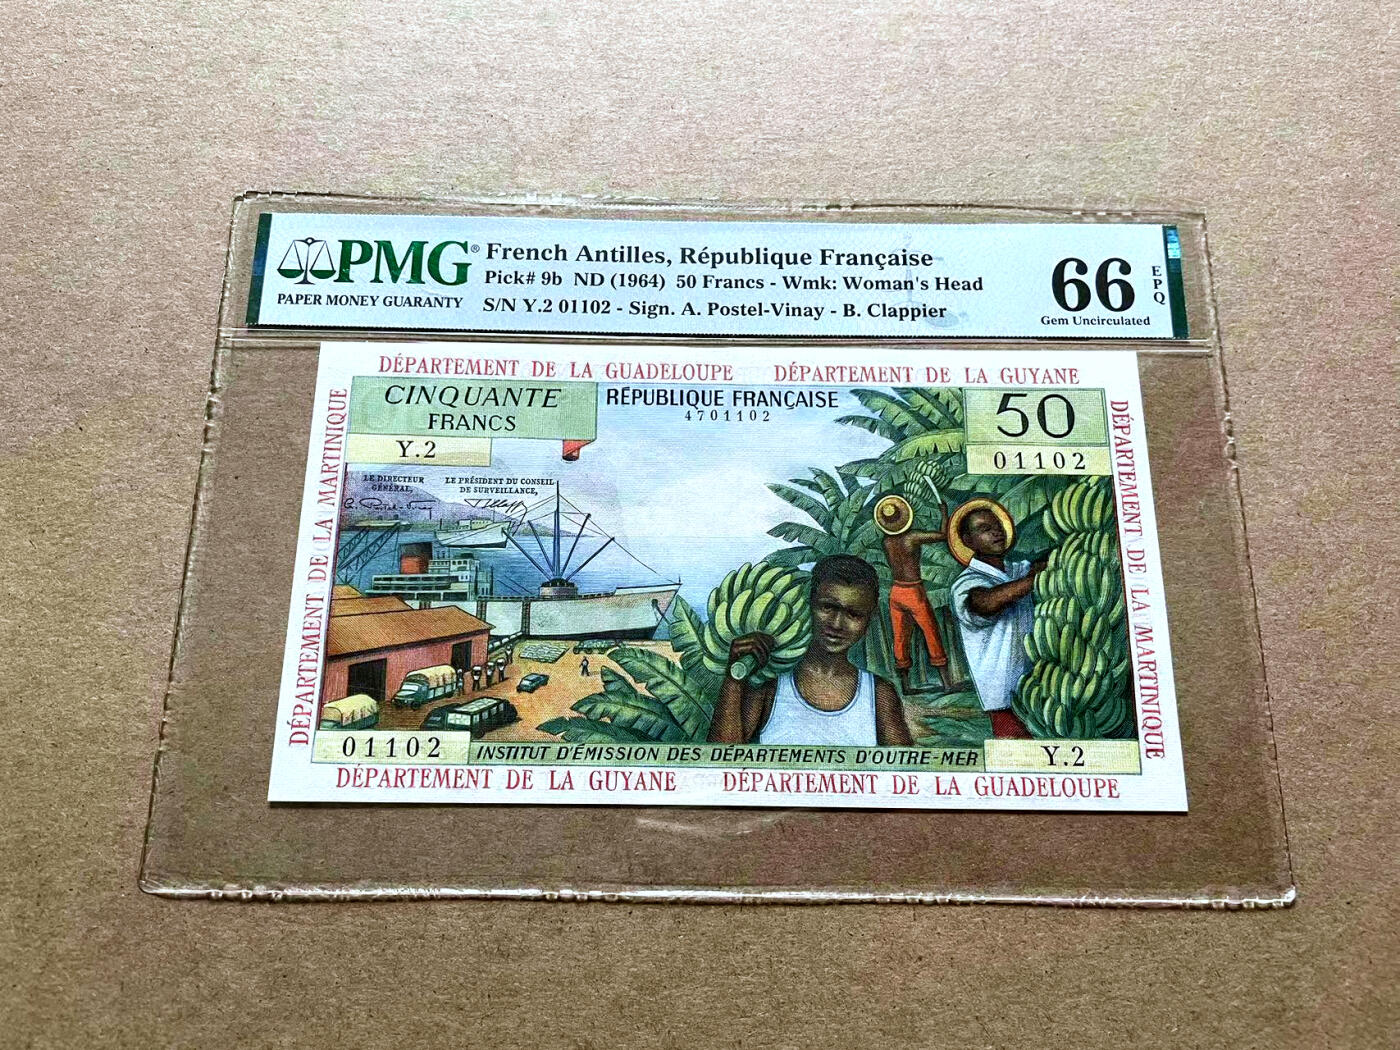 PMG®
PAPER MONEY GUARANTY
French Antilles, République Française
Pick# 9b ND (1964) 50 Francs - Wmk: Woman's Head
S/N Y.2 01102 - Sign. A. Postel-Vinay - B. Clappier
66
EPQ
Gem Uncirculated
DÉPARTEMENT DE LA GUADELOUPE DÉPARTEMENT DE LA GUYANE
DÉPARTEMENT DE LA MARTINIQUE
CINQUANTE
FRANCS
RÉPUBLIQUE FRANÇAISE
4701102
50
Y.2
01102
LE DIRECTEUR
GÉNÉRAL,
LE PRÉSIDENT DU CONSEIL
DE SURVEILLANCE,
DÉPARTEMENT DE LA MARTINIQUE
01102
INSTITUT D'ÉMISSION DES DÉPARTEMENTS D'OUTRE-MER
Y.2
DÉPARTEMENT DE LA GUYANE DÉPARTEMENT DE LA GUADELOUPE